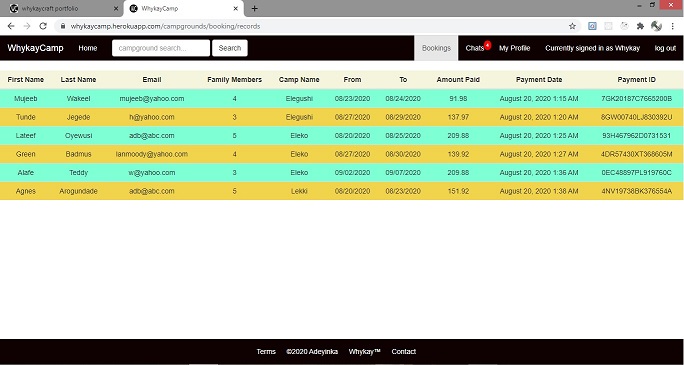 whykaycraft portfolio WhykayCamp
whykaycamp.herokuapp.com/campgrounds/booking/records
WhykayCamp Home campground search... Search Bookings Chats My Profile Currently signed in as Whykay log out
First Name Last Name Email Family Members Camp Name From To Amount Paid Payment Date Payment ID
Mujeeb Wakeel mujeeb@yahoo.com 4 Elegushi 08/23/2020 08/24/2020 91.98 August 20, 2020 1:15 AM 7GK20187C7665200B
Tunde Jegede h@yahoo.com 3 Elegushi 08/27/2020 08/29/2020 137.97 August 20, 2020 1:20 AM 8GW00740LJ830392U
Lateef Oyewusi adb@abc.com 5 Eleko 08/20/2020 08/25/2020 209.88 August 20, 2020 1:25 AM 93H467962D0731531
Green Badmus lanmoody@yahoo.com 4 Eleko 08/27/2020 08/30/2020 139.92 August 20, 2020 1:27 AM 4DR57430XT368605M
Alafe Teddy w@yahoo.com 3 Eleko 09/02/2020 09/07/2020 209.88 August 20, 2020 1:36 AM 0EC48897PL919760C
Agnes Arogundade adb@abc.com 5 Lekki 08/20/2020 08/23/2020 151.92 August 20, 2020 1:38 AM 4NV19738BK376554A
Terms ©2020 Adeyinka Whykay™ Contact